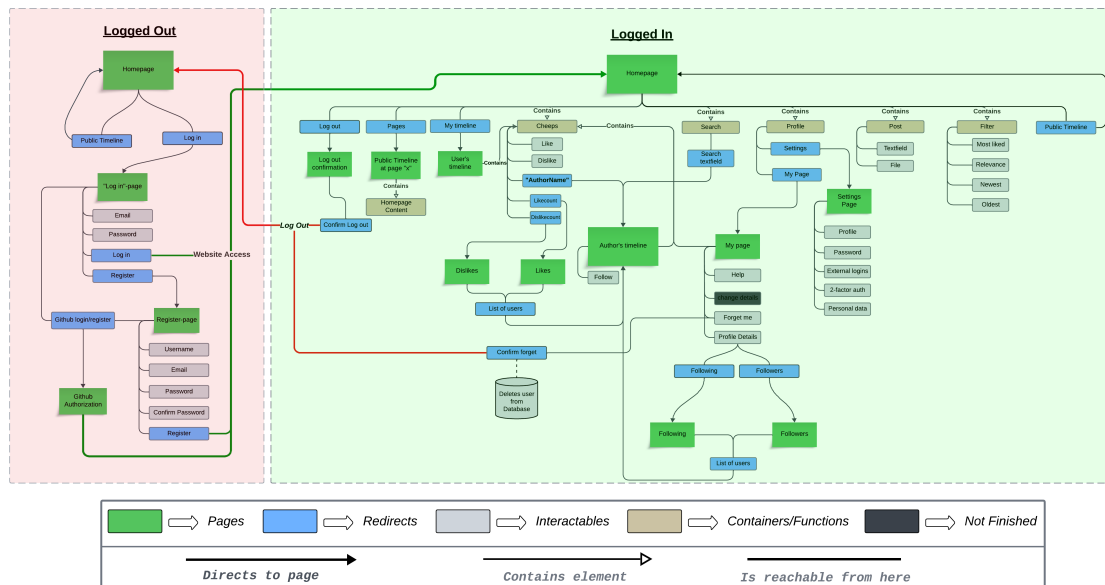 Logged Out
Homepage
Public Timeline
Log in
"Log in"-page
Email
Password
Log in
Website Access
Register
Github login/register
Register-page
Username
Email
Password
Confirm Password
Register
Github
Authorization
Logged In
Homepage
Log out
Log out
confirmation
Confirm Log out
Log Out
Pages
Public Timeline
at page "x"
Contains
Homepage
Content
My timeline
User's
timeline
Contains
Contains
Cheeps
Contains
Like
Dislike
"AuthorName"
Likecount
Dislikecount
Dislikes
Likes
List of users
Author's timeline
Follow
Contains
Search
Search
textfield
Contains
Profile
Settings
My Page
Settings
Page
Profile
Password
External logins
2-factor auth
Personal data
My page
Help
change details
Forget me
Profile Details
Confirm forget
Deletes user
from
Database
Following
Followers
Following
Followers
List of users
Contains
Post
Textfield
File
Contains
Filter
Most liked
Relevance
Newest
Oldest
Public Timeline
Pages
Redirects
Interactables
Containers/Functions
Not Finished
Directs to page
Contains element
Is reachable from here